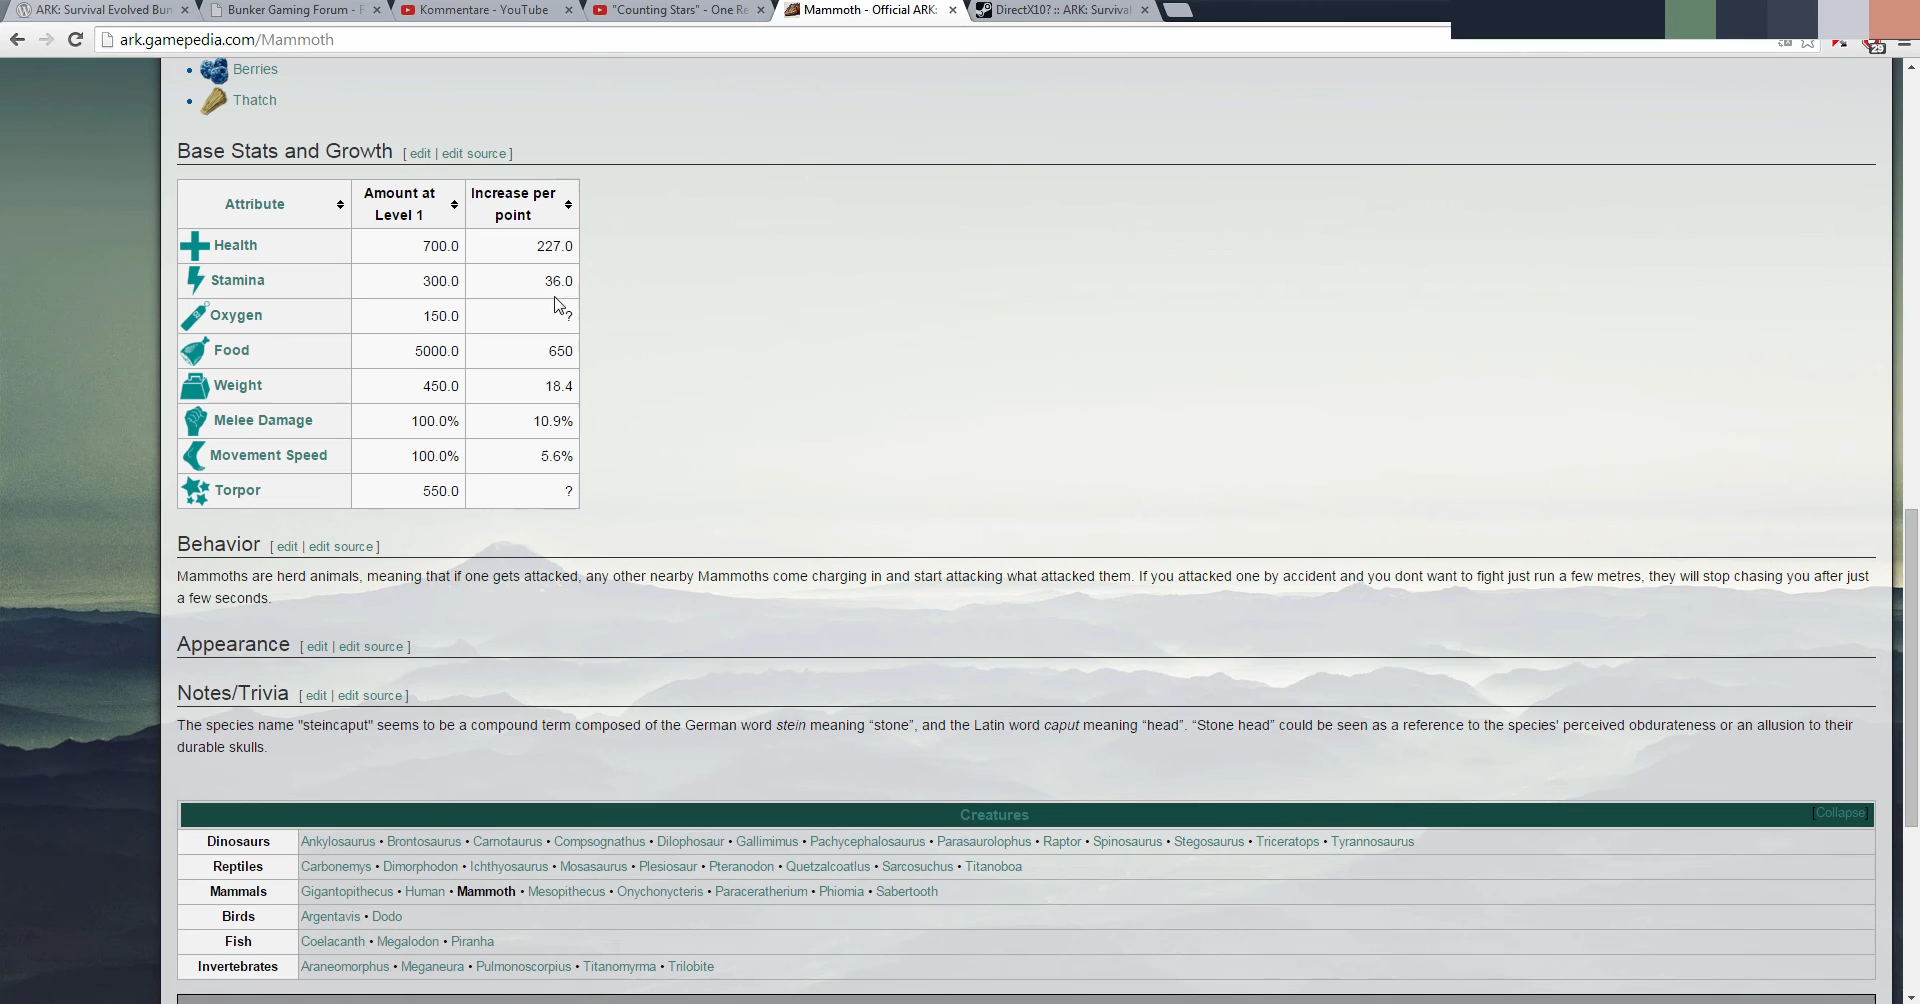 ARK: Survival Evolved Bun
Bunker Gaming Forum - F
Kommentare - YouTube
"Counting Stars" - One Re
Mammoth - Official ARK:
DirectX10? :: ARK: Survival
ark.gamepedia.com/Mammoth
25
Berries
Thatch
Base Stats and Growth [ edit | edit source ]
Attribute Amount at Level 1 Increase per point
Health 700.0 227.0
Stamina 300.0 36.0
Oxygen 150.0 ?
Food 5000.0 650
Weight 450.0 18.4
Melee Damage 100.0% 10.9%
Movement Speed 100.0% 5.6%
Torpor 550.0 ?
Behavior [ edit | edit source ]
Mammoths are herd animals, meaning that if one gets attacked, any other nearby Mammoths come charging in and start attacking what attacked them. If you attacked one by accident and you dont want to fight just run a few metres, they will stop chasing you after just
a few seconds.
Appearance [ edit | edit source ]
Notes/Trivia [ edit | edit source ]
The species name "steincaput" seems to be a compound term composed of the German word stein meaning “stone”, and the Latin word caput meaning “head”. “Stone head” could be seen as a reference to the species' perceived obdurateness or an allusion to their
durable skulls.
Creatures [Collapse]
Dinosaurs Ankylosaurus • Brontosaurus • Carnotaurus • Compsognathus • Dilophosaur • Gallimimus • Pachycephalosaurus • Parasaurolophus • Raptor • Spinosaurus • Stegosaurus • Triceratops • Tyrannosaurus
Reptiles Carbonemys • Dimorphodon • Ichthyosaurus • Mosasaurus • Plesiosaur • Pteranodon • Quetzalcoatlus • Sarcosuchus • Titanoboa
Mammals Gigantopithecus • Human • Mammoth • Mesopithecus • Onychonycteris • Paraceratherium • Phiomia • Sabertooth
Birds Argentavis • Dodo
Fish Coelacanth • Megalodon • Piranha
Invertebrates Araneomorphus • Meganeura • Pulmonoscorpius • Titanomyrma • Trilobite